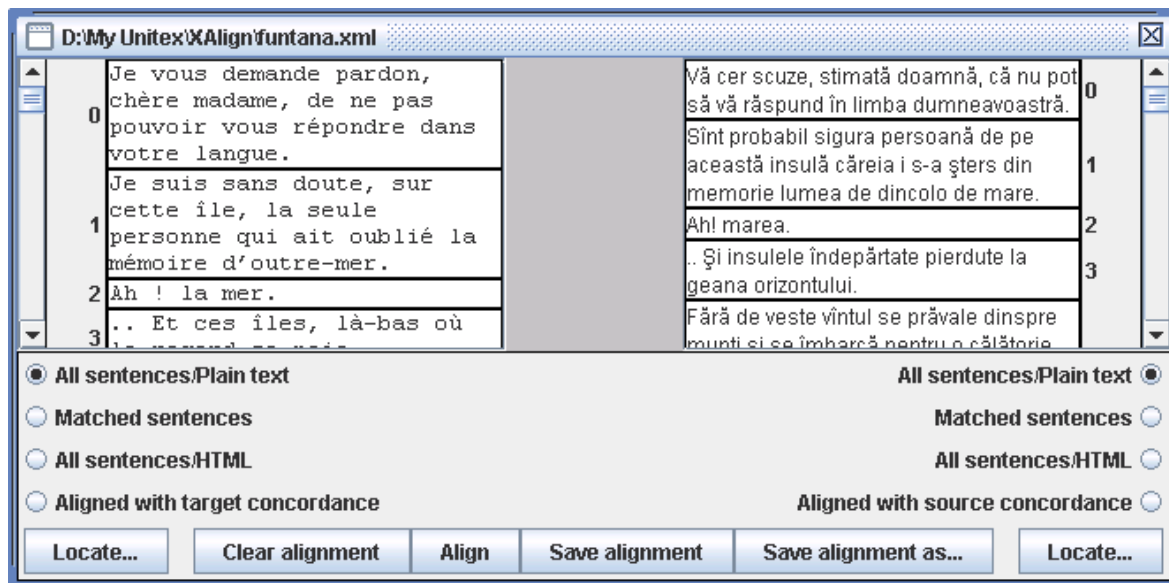 D:\My Unitex\XAlign\funtana.xml
0
Je vous demande pardon,
chère madame, de ne pas
pouvoir vous répondre dans
votre langue.
1
Je suis sans doute, sur
cette île, la seule
personne qui ait oublié la
mémoire d'outre-mer.
2
Ah ! la mer.
3
.. Et ces îles, là-bas où
Vă cer scuze, stimată doamnă, că nu pot
să vă răspund în limba dumneavoastră.
0
Sînt probabil sigura persoană de pe
această insulă căreia i s-a şters din
memorie lumea de dincolo de mare.
1
Ah! marea.
2
.. Şi insulele îndepărtate pierdute la
geana orizontului.
3
Fără de veste vîntul se prăvale dinspre
munţi şi se îmbarcă pentru o călătorie
All sentences/Plain text
All sentences/Plain text
Matched sentences
Matched sentences
All sentences/HTML
All sentences/HTML
Aligned with target concordance
Aligned with source concordance
Locate... Clear alignment Align Save alignment Save alignment as... Locate...